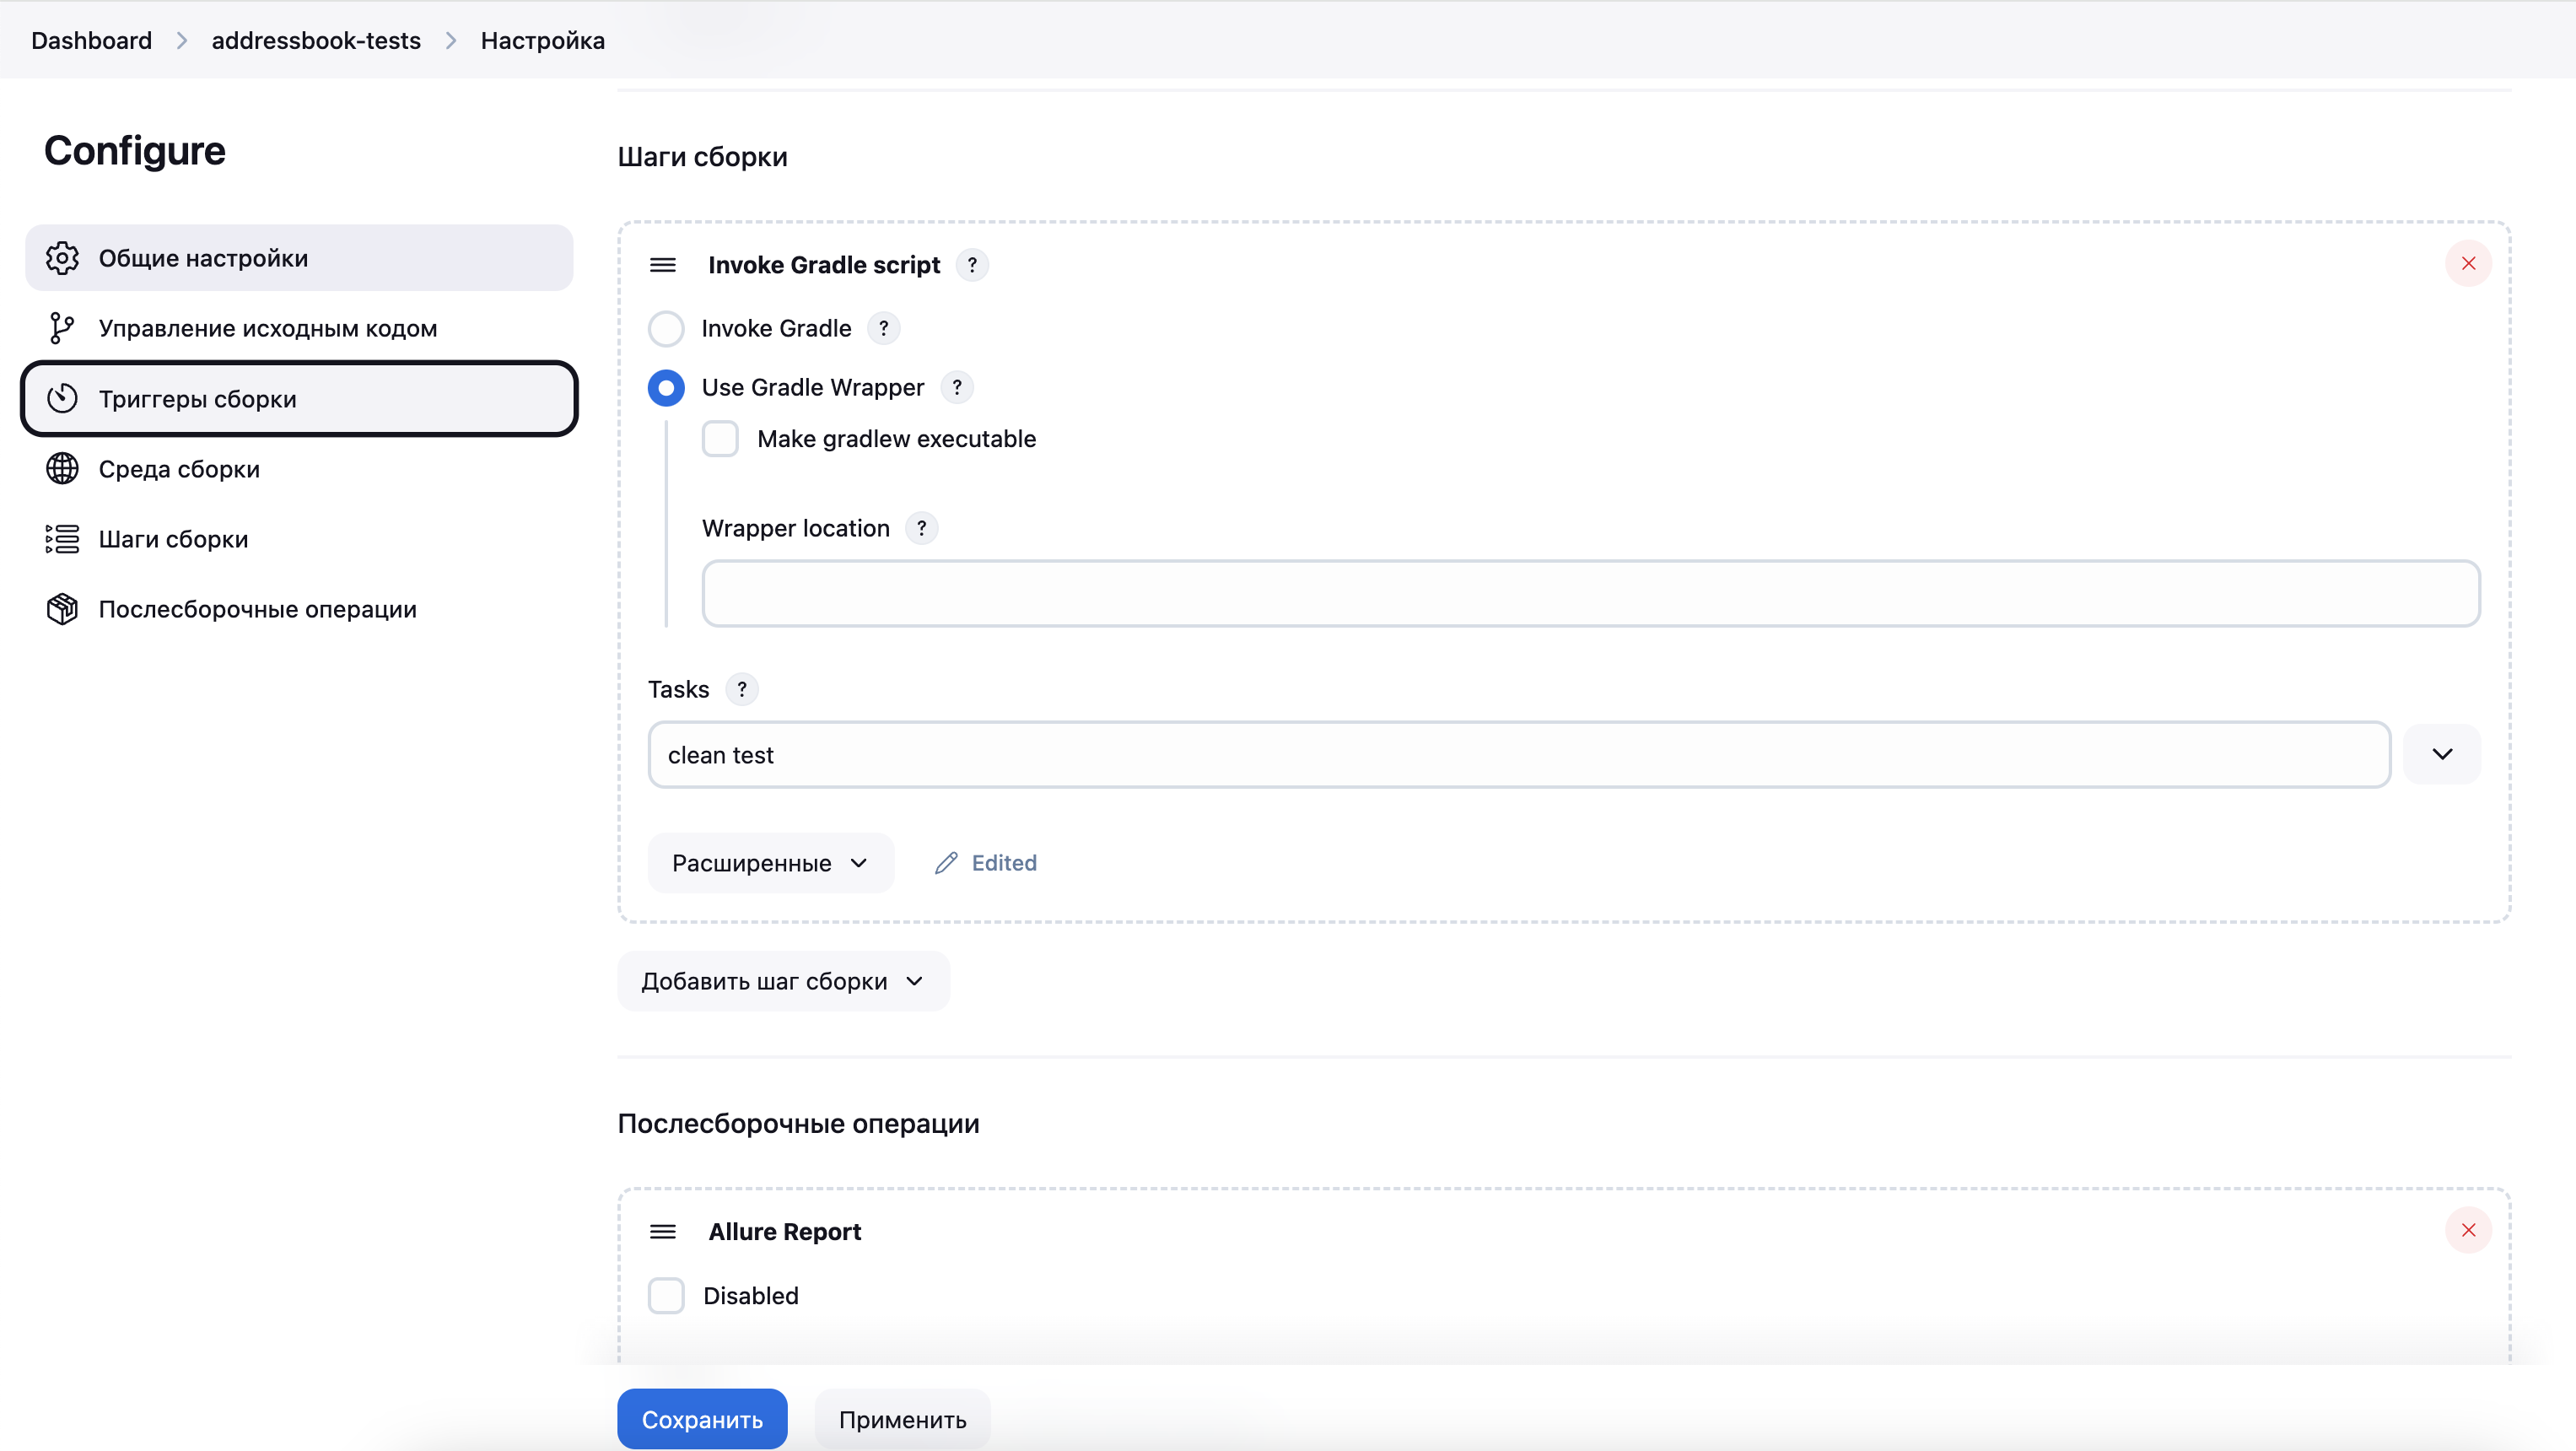 Dashboard > addressbook-tests > Настройка
Configure
Общие настройки
Управление исходным кодом
Триггеры сборки
Среда сборки
Шаги сборки
Послесборочные операции
Шаги сборки
Invoke Gradle script ?
Invoke Gradle ?
Use Gradle Wrapper ?
Make gradlew executable
Wrapper location ?
Tasks ?
clean test
Расширенные Edited
Добавить шаг сборки
Послесборочные операции
Allure Report
Disabled
Сохранить Применить